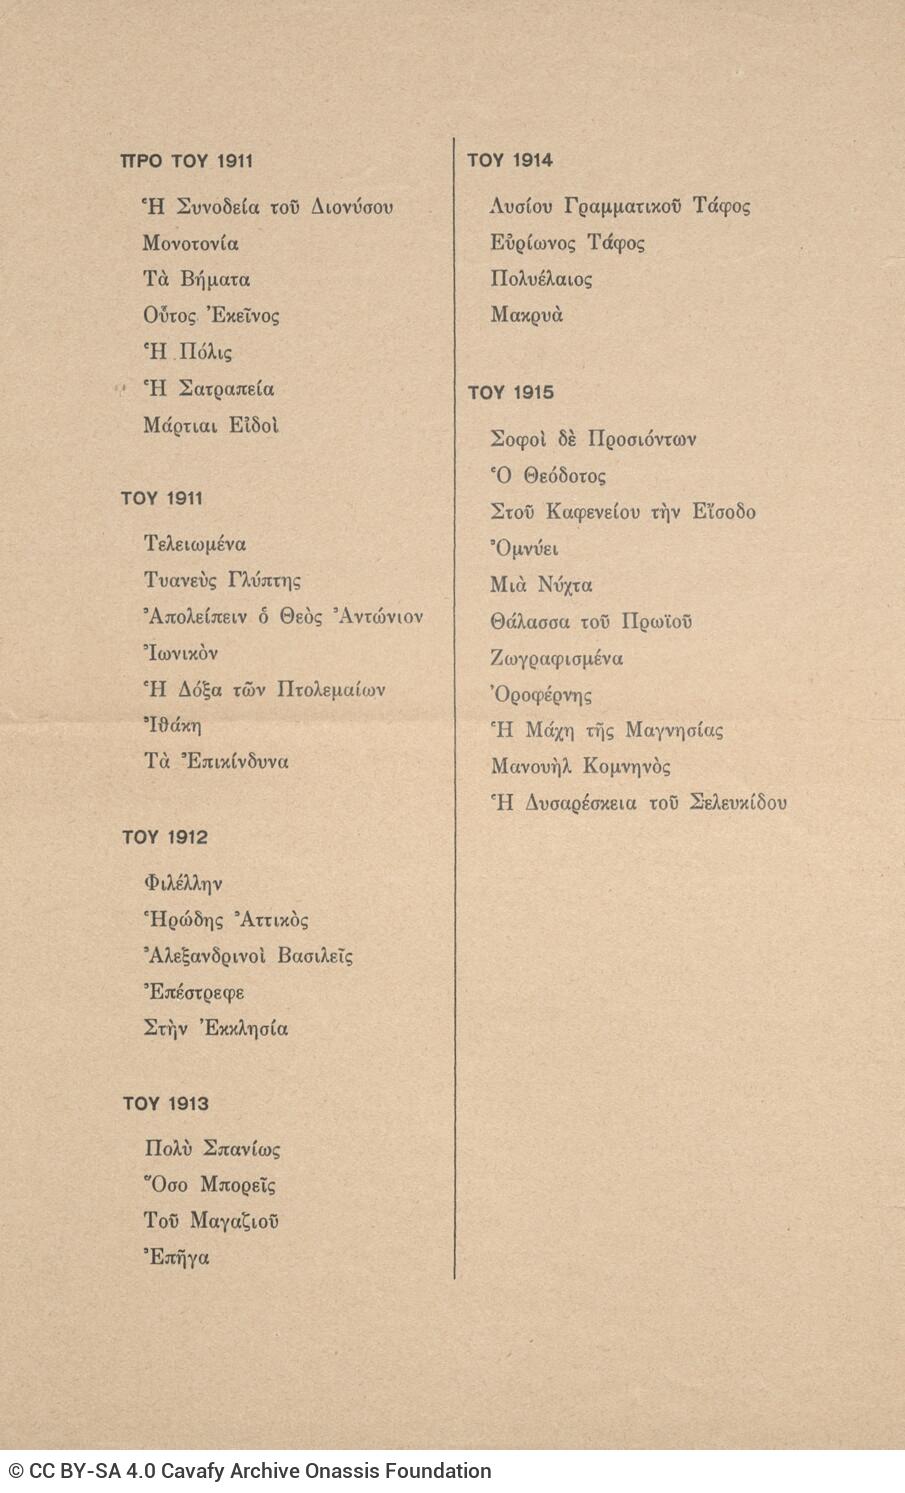 ΠΡΟ ΤΟΥ 1911
Ἡ Συνοδεία τοῦ Διονύσου
Μονοτονία
Τὰ Βήματα
Οὗτος Ἐκεῖνος
Ἡ Πόλις
Ἡ Σατραπεία
Μάρτιαι Εἰδοὶ
ΤΟΥ 1911
Τελειωμένα
Τυανεὺς Γλύπτης
Ἀπολείπειν ὁ Θεὸς Ἀντώνιον
Ἰωνικὸν
Ἡ Δόξα τῶν Πτολεμαίων
Ἰθάκη
Τὰ Ἐπικίνδυνα
ΤΟΥ 1912
Φιλέλλην
Ἡρώδης Ἀττικὸς
Ἀλεξανδρινοὶ Βασιλεῖς
Ἐπέστρεφε
Στὴν Ἐκκλησία
ΤΟΥ 1913
Πολὺ Σπανίως
Ὅσο Μπορεῖς
Τοῦ Μαγαζιοῦ
Ἐπῆγα
ΤΟΥ 1914
Λυσίου Γραμματικοῦ Τάφος
Εὐρίωνος Τάφος
Πολυέλαιος
Μακρυὰ
ΤΟΥ 1915
Σοφοὶ δὲ Προσιόντων
Ὁ Θεόδοτος
Στοῦ Καφενείου τὴν Εἴσοδο
Ὀμνύει
Μιὰ Νύχτα
Θάλασσα τοῦ Πρωϊοῦ
Ζωγραφισμένα
Ὀροφέρνης
Ἡ Μάχη τῆς Μαγνησίας
Μανουὴλ Κομνηνὸς
Ἡ Δυσαρέσκεια τοῦ Σελευκίδου
© CC BY-SA 4.0 Cavafy Archive Onassis Foundation